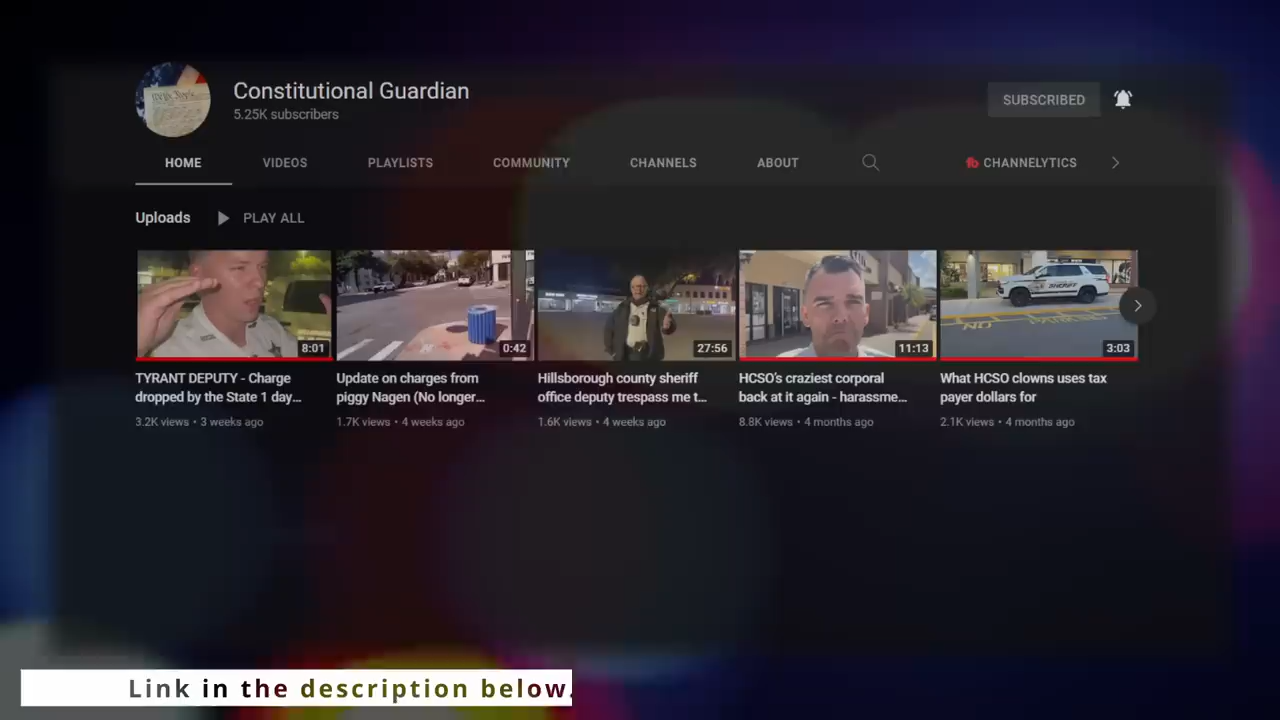 Constitutional Guardian
5.25K subscribers
SUBSCRIBED
HOME VIDEOS PLAYLISTS COMMUNITY CHANNELS ABOUT CHANNELYTICS
Uploads PLAY ALL
SHERIFF
8:01 0:42 27:56 11:13 3:03
TYRANT DEPUTY - Charge
dropped by the State 1 day...
3.2K views • 3 weeks ago
Update on charges from
piggy Nagen (No longer...
1.7K views • 4 weeks ago
Hillsborough county sheriff
office deputy trespass me t...
1.6K views • 4 weeks ago
HCSO's craziest corporal
back at it again - harassme...
8.8K views • 4 months ago
What HCSO clowns uses tax
payer dollars for
2.1K views • 4 months ago
Link in the description below.